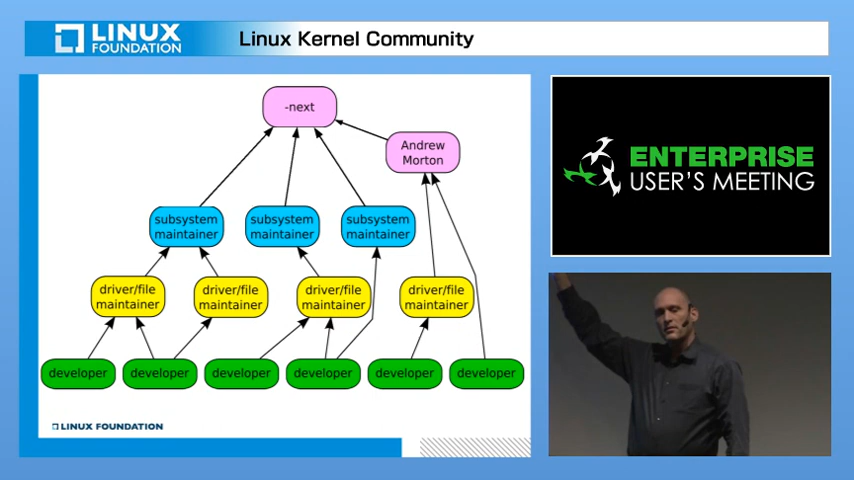 LINUX
FOUNDATION
Linux Kernel Community
-next
Andrew
Morton
subsystem
maintainer
subsystem
maintainer
subsystem
maintainer
driver/file
maintainer
driver/file
maintainer
driver/file
maintainer
driver/file
maintainer
developer
developer
developer
developer
developer
developer
LINUX FOUNDATION
ENTERPRISE
USER'S MEETING